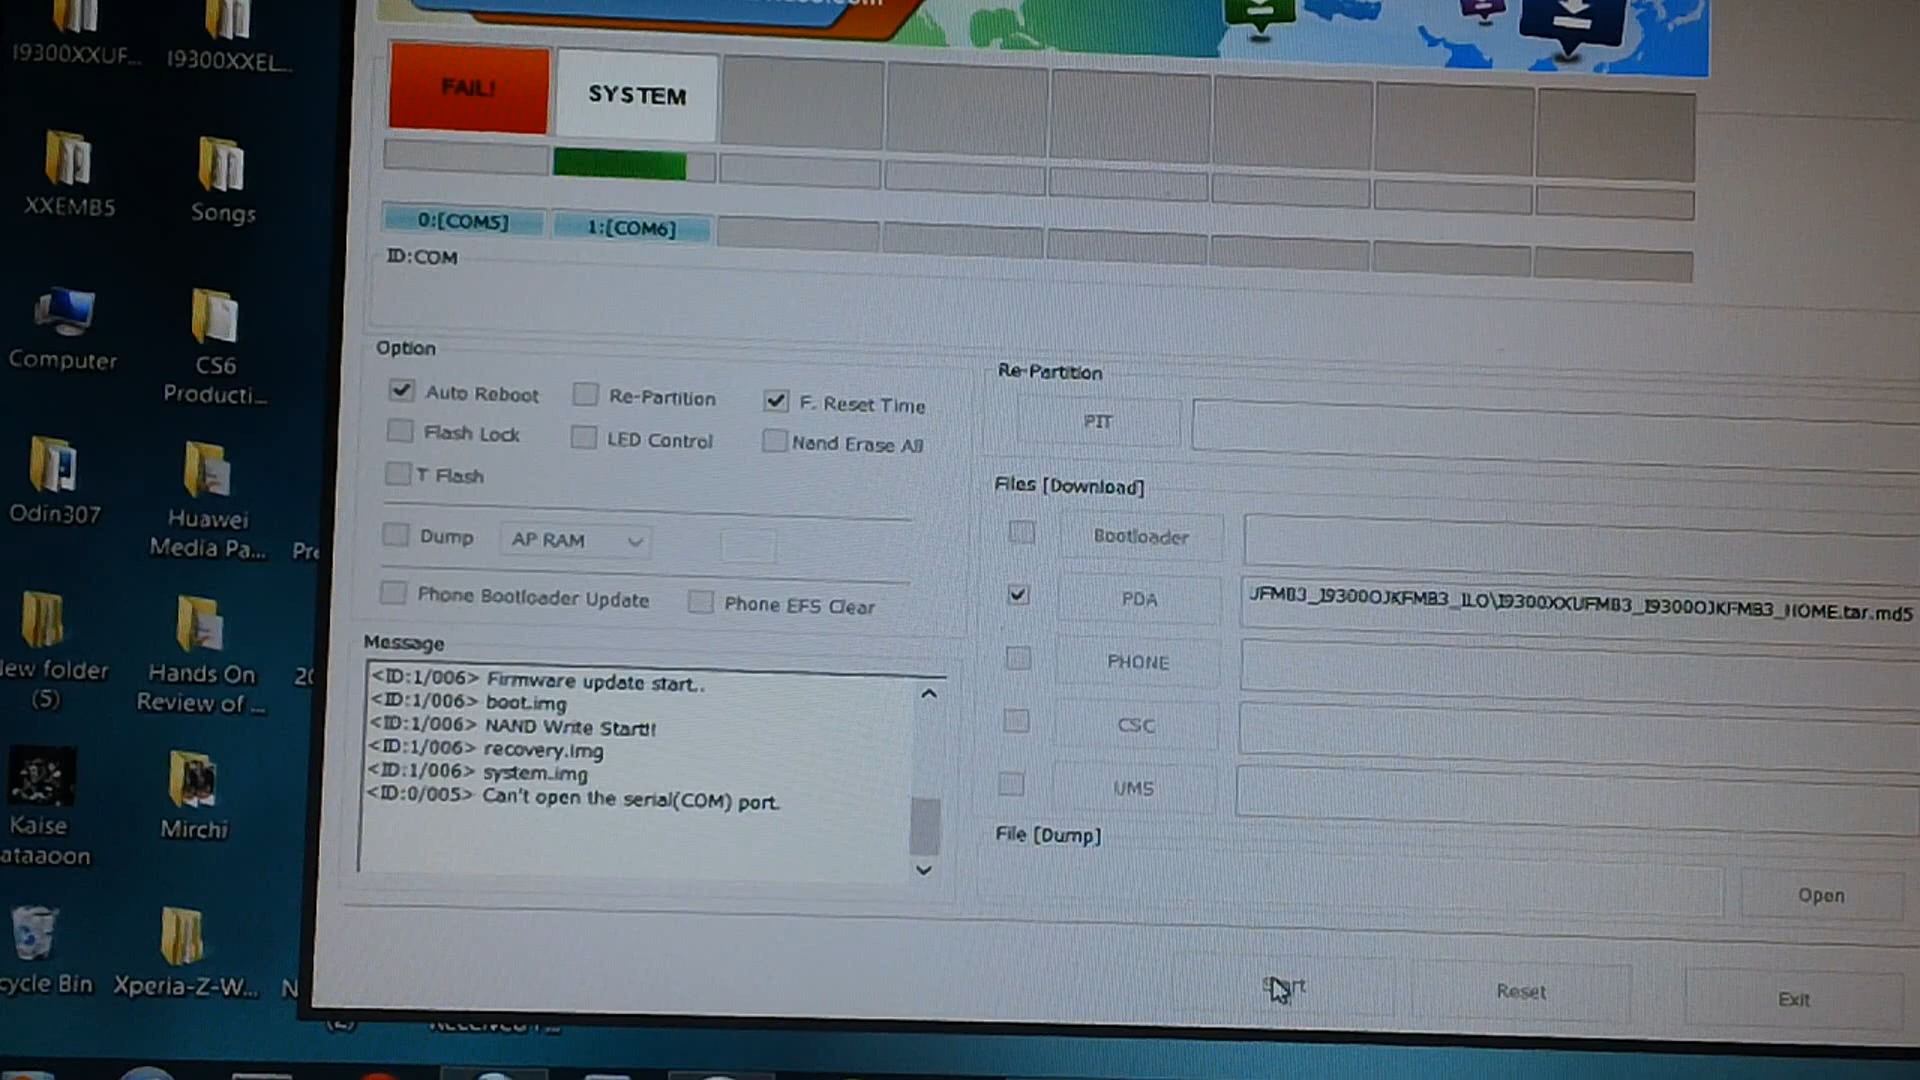 I9300XXUF...
I9300XXEL...
XXEMB5
Songs
Computer
CS6
Producti...
Odin307
Huawei
Media Pa...
(5)
Hands On
Review of ...
Kaise
ataaoon
Mirchi
cycle Bin
Xperia-Z-W...
FAIL!
SYSTEM
0:[COM5]
1:[COM6]
ID:COM
Option
Auto Reboot
Re-Partition
F. Reset Time
Flash Lock
LED Control
Nand Erase All
T Flash
Dump
AP RAM
Phone Bootloader Update
Phone EFS Clear
Message
<ID:1/006> Firmware update start..
<ID:1/006> boot.img
<ID:1/006> NAND Write Start!!
<ID:1/006> recovery.img
<ID:1/006> system.img
<ID:0/005> Can't open the serial(COM) port.
Re-Partition
PIT
Files [Download]
Bootloader
PDA
JFMB3_I9300OJKFMB3_ILO\I9300XXUFMB3_I9300OJKFMB3_HOME.tar.md5
PHONE
CSC
UMS
File [Dump]
Open
Start
Reset
Exit